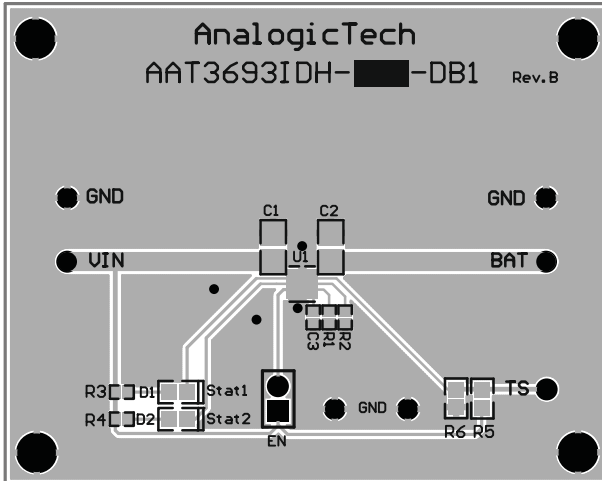 AnalogicTech
AAT3693IDH- -DB1 Rev.B
GND GND
C1 C2
U1
VIN BAT
C3 R1 R2
R3 D1 Stat1
R4 D2 Stat2
EN
GND
TS
R6 R5